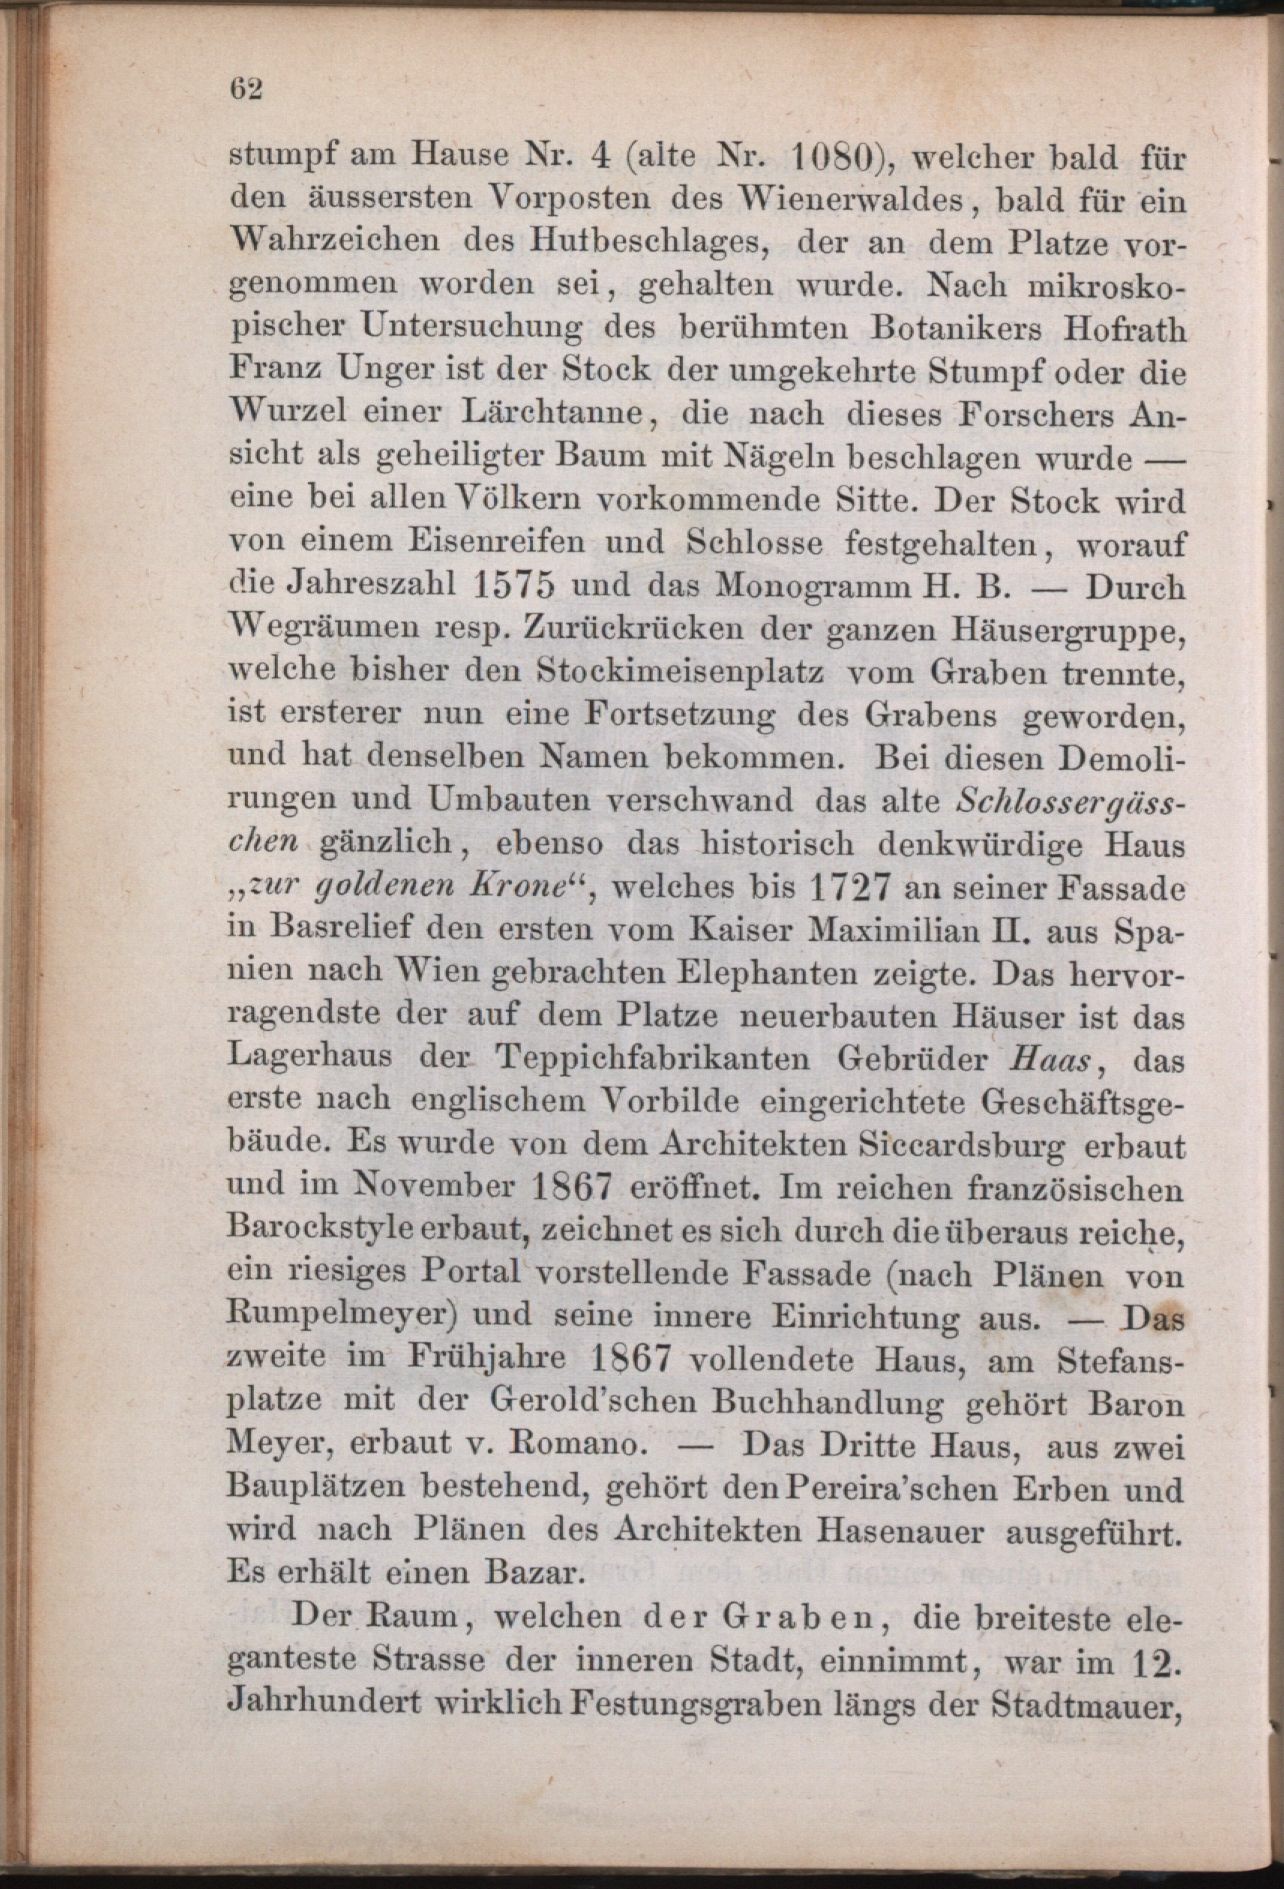 62
stumpf am Hause Nr. 4 (alte Nr. 1080), welcher bald für
den äussersten Vorposten des Wienerwaldes, bald für ein
Wahrzeichen des Hufbeschlages, der an dem Platze vor-
genommen worden sei, gehalten wurde. Nach mikrosko-
pischer Untersuchung des berühmten Botanikers Hofrath
Franz Unger ist der Stock der umgekehrte Stumpf oder die
Wurzel einer Lärchtanne, die nach dieses Forschers An-
sicht als geheiligter Baum mit Nägeln beschlagen wurde —
eine bei allen Völkern vorkommende Sitte. Der Stock wird
von einem Eisenreifen und Schlosse festgehalten, worauf
die Jahreszahl 1575 und das Monogramm H. B. — Durch
Wegräumen resp. Zurückrücken der ganzen Häusergruppe,
welche bisher den Stockimeisenplatz vom Graben trennte,
ist ersterer nun eine Fortsetzung des Grabens geworden,
und hat denselben Namen bekommen. Bei diesen Demoli-
rungen und Umbauten verschwand das alte Schlossergäss-
chen gänzlich, ebenso das historisch denkwürdige Haus
„zur goldenen Krone“, welches bis 1727 an seiner Fassade
in Basrelief den ersten vom Kaiser Maximilian II. aus Spa-
nien nach Wien gebrachten Elephanten zeigte. Das hervor-
ragendste der auf dem Platze neuerbauten Häuser ist das
Lagerhaus der Teppichfabrikanten Gebrüder Haas, das
erste nach englischem Vorbilde eingerichtete Geschäftsge-
bäude. Es wurde von dem Architekten Siccardsburg erbaut
und im November 1867 eröffnet. Im reichen französischen
Barockstyle erbaut, zeichnet es sich durch die überaus reiche,
ein riesiges Portal vorstellende Fassade (nach Plänen von
Rumpelmeyer) und seine innere Einrichtung aus. — Das
zweite im Frühjahre 1867 vollendete Haus, am Stefans-
platze mit der Gerold'schen Buchhandlung gehört Baron
Meyer, erbaut v. Romano. — Das Dritte Haus, aus zwei
Bauplätzen bestehend, gehört den Pereira'schen Erben und
wird nach Plänen des Architekten Hasenauer ausgeführt.
Es erhält einen Bazar.
Der Raum, welchen der Graben, die breiteste ele-
ganteste Strasse der inneren Stadt, einnimmt, war im 12.
Jahrhundert wirklich Festungsgraben längs der Stadtmauer,